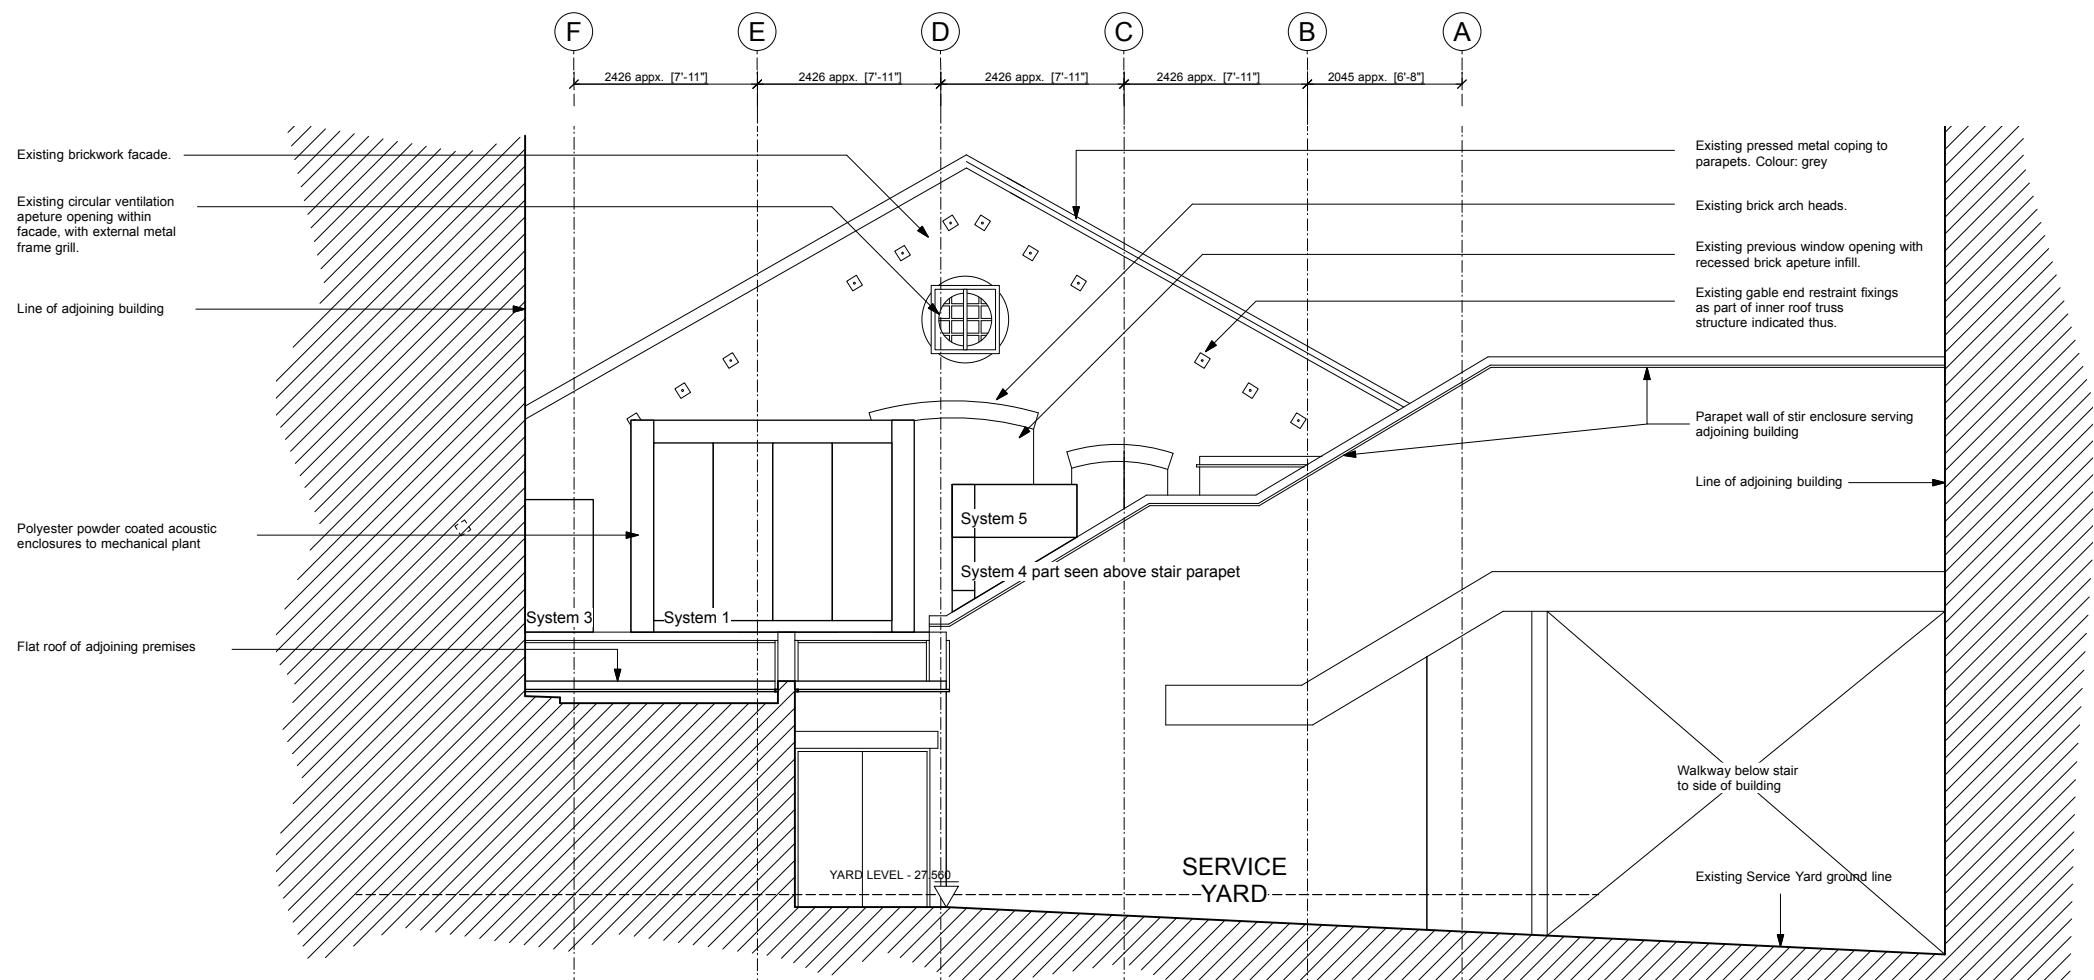 F
E
D
C
B
A
2426 appx. [7'-11"]
2426 appx. [7'-11"]
2426 appx. [7'-11"]
2426 appx. [7'-11"]
2045 appx. [6'-8"]
Existing brickwork facade.
Existing circular ventilation
apeture opening within
facade, with external metal
frame grill.
Line of adjoining building
Polyester powder coated acoustic
enclosures to mechanical plant
Flat roof of adjoining premises
System 3
System 1
System 5
System 4 part seen above stair parapet
YARD LEVEL - 27.560
SERVICE
YARD
Existing pressed metal coping to
parapets. Colour: grey
Existing brick arch heads.
Existing previous window opening with
recessed brick apeture infill.
Existing gable end restraint fixings
as part of inner roof truss
structure indicated thus.
Parapet wall of stir enclosure serving
adjoining building
Line of adjoining building
Walkway below stair
to side of building
Existing Service Yard ground line